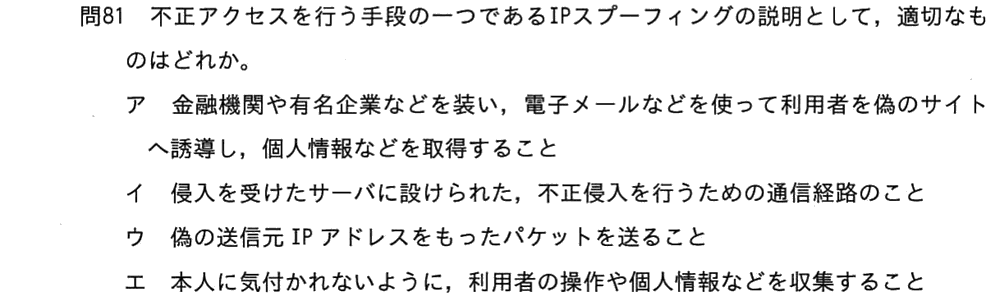 問81 不正アクセスを行う手段の一つであるIPスプーフィングの説明として，適切なも
のはどれか。
ア 金融機関や有名企業などを装い，電子メールなどを使って利用者を偽のサイト
へ誘導し，個人情報などを取得すること
イ 侵入を受けたサーバに設けられた，不正侵入を行うための通信経路のこと
ウ 偽の送信元 IP アドレスをもったパケットを送ること
エ 本人に気付かれないように，利用者の操作や個人情報などを収集すること